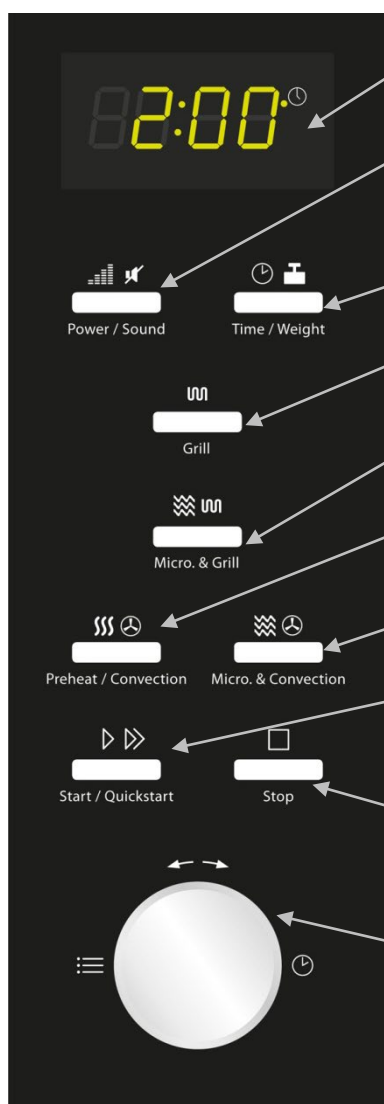 2:00
Power / Sound
Time / Weight
Grill
Micro. & Grill
Preheat / Convection
Micro. & Convection
Start / Quickstart
Stop